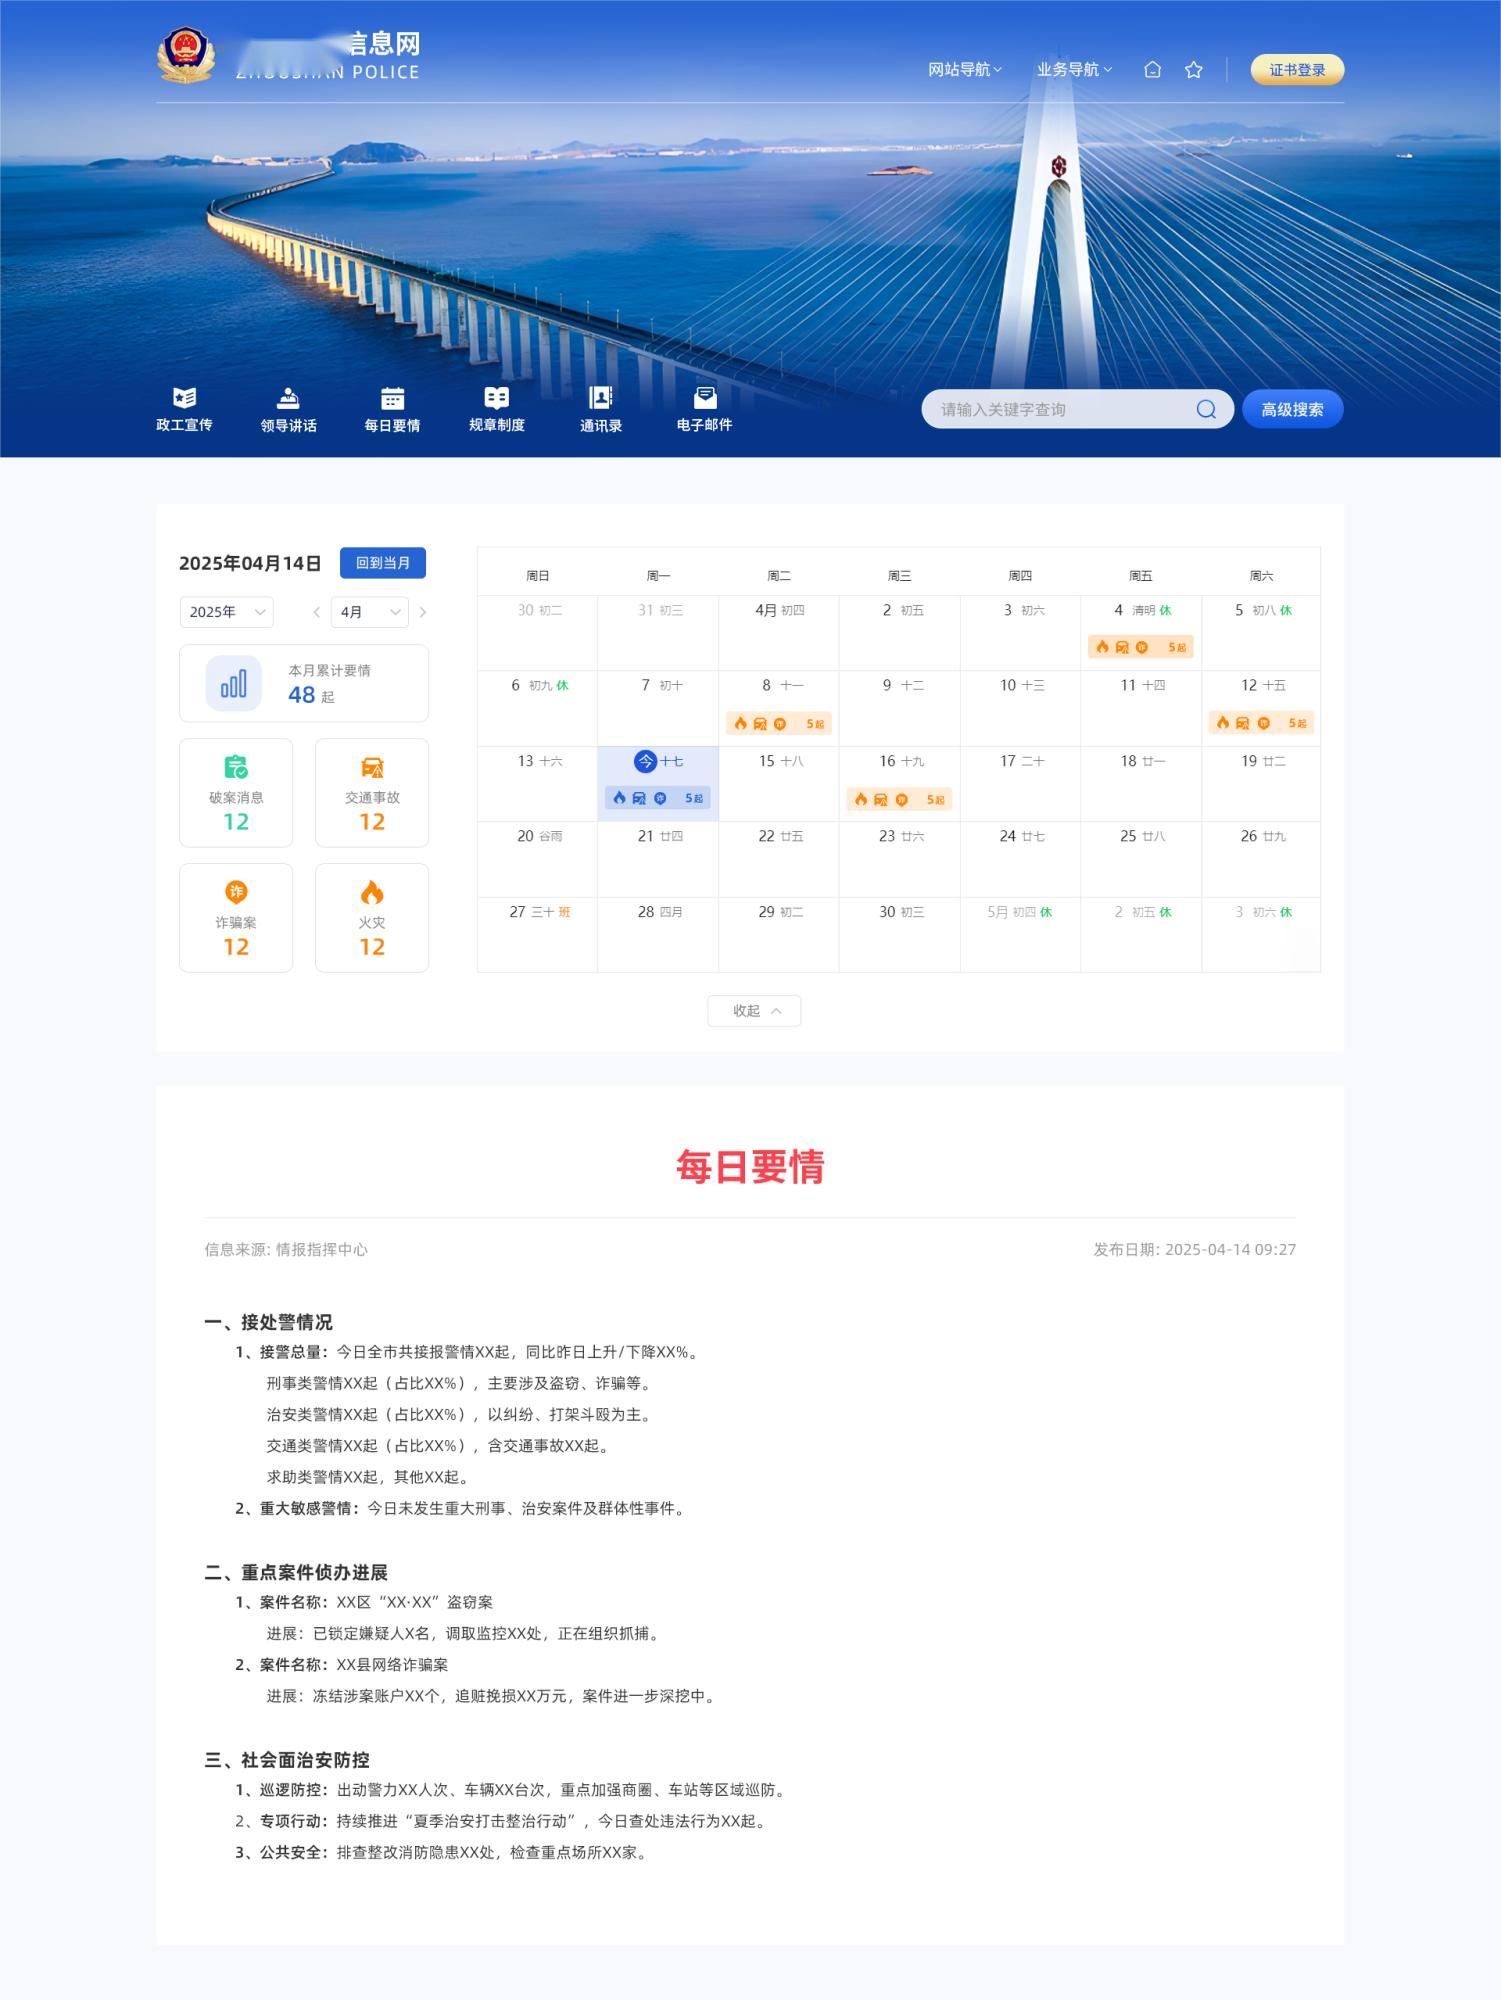 信息网
POLICE
网站导航
业务导航
证书登录
政工宣传
领导讲话
每日要情
规章制度
通讯录
电子邮件
请输入关键字查询
高级搜索
2025年04月14日
回到当月
2025年
4月
本月累计要情
48 起
破案消息
12
交通事故
12
诈
诈骗案
12
火灾
12
周日 周一 周二 周三 周四 周五 周六
30 初二 31 初三 4月 初四 2 初五 3 初六 4 清明 休 5 初八 休
诈 5起
6 初九 休 7 初十 8 十一 9 十二 10 十三 11 十四 12 十五
诈 5起 诈 5起
13 十六 今 十七 15 十八 16 十九 17 二十 18 廿一 19 廿二
诈 5起 诈 5起
20 谷雨 21 廿四 22 廿五 23 廿六 24 廿七 25 廿八 26 廿九
27 三十 班 28 四月 29 初二 30 初三 5月 初四 休 2 初五 休 3 初六 休
收起
每日要情
信息来源: 情报指挥中心
发布日期: 2025-04-14 09:27
一、接处警情况
1、接警总量：今日全市共接报警情XX起，同比昨日上升/下降XX%。
刑事类警情XX起（占比XX%），主要涉及盗窃、诈骗等。
治安类警情XX起（占比XX%），以纠纷、打架斗殴为主。
交通类警情XX起（占比XX%），含交通事故XX起。
求助类警情XX起，其他XX起。
2、重大敏感警情：今日未发生重大刑事、治安案件及群体性事件。
二、重点案件侦办进展
1、案件名称：XX区“XX·XX”盗窃案
进展：已锁定嫌疑人X名，调取监控XX处，正在组织抓捕。
2、案件名称：XX县网络诈骗案
进展：冻结涉案账户XX个，追赃挽损XX万元，案件进一步深挖中。
三、社会面治安防控
1、巡逻防控：出动警力XX人次、车辆XX台次，重点加强商圈、车站等区域巡防。
2、专项行动：持续推进“夏季治安打击整治行动”，今日查处违法行为XX起。
3、公共安全：排查整改消防隐患XX处，检查重点场所XX家。